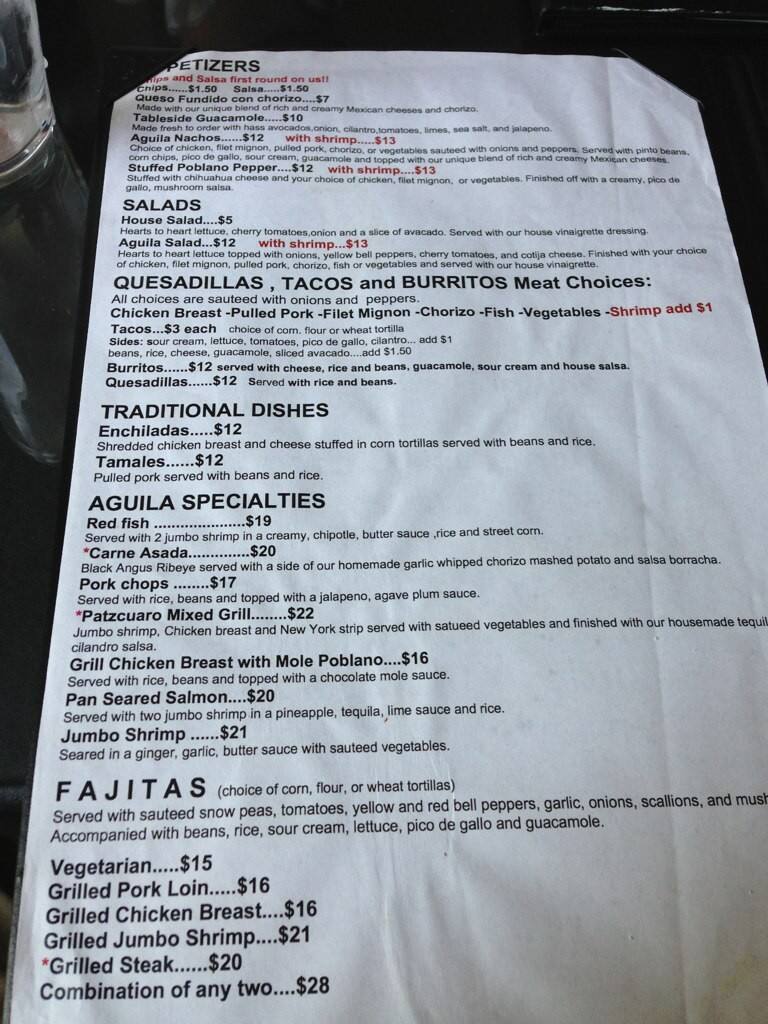 PETIZERS
ips and Salsa first round on us!!
Chips......$1.50 Salsa.....$1.50
Queso Fundido con chorizo....$7
Made with our unique blend of rich and creamy Mexican cheeses and chorizo.
Tableside Guacamole....$10
Made fresh to order with hass avocados,onion, cilantro,tomatoes, limes, sea salt, and jalapeno.
Aguila Nachos......$12 with shrimp.....$13
Choice of chicken, filet mignon, pulled pork, chorizo, or vegetables sauteed with onions and peppers. Served with pinto beans,
corn chips, pico de gallo, sour cream, guacamole and topped with our unique blend of rich and creamy Mexican cheeses.
Stuffed Poblano Pepper....$12 with shrimp....$13
Stuffed with chihuahua cheese and your choice of chicken, filet mignon, or vegetables. Finished off with a creamy, pico de
gallo, mushroom salsa.
SALADS
House Salad....$5
Hearts to heart lettuce, cherry tomatoes,onion and a slice of avacado. Served with our house vinaigrette dressing.
Aguila Salad...$12 with shrimp...$13
Hearts to heart lettuce topped with onions, yellow bell peppers, cherry tomatoes, and cotija cheese. Finished with your choice
of chicken, filet mignon, pulled pork, chorizo, fish or vegetables and served with our house vinaigrette.
QUESADILLAS , TACOS and BURRITOS Meat Choices:
All choices are sauteed with onions and peppers.
Chicken Breast -Pulled Pork -Filet Mignon -Chorizo -Fish -Vegetables -Shrimp add $1
Tacos...$3 each choice of corn. flour or wheat tortilla
Sides: sour cream, lettuce, tomatoes, pico de gallo, cilantro... add $1
beans, rice, cheese, guacamole, sliced avacado....add $1.50
Burritos......$12 served with cheese, rice and beans, guacamole, sour cream and house salsa.
Quesadillas......$12 Served with rice and beans.
TRADITIONAL DISHES
Enchiladas.....$12
Shredded chicken breast and cheese stuffed in corn tortillas served with beans and rice.
Tamales......$12
Pulled pork served with beans and rice.
AGUILA SPECIALTIES
Red fish ......................$19
Served with 2 jumbo shrimp in a creamy, chipotle, butter sauce ,rice and street corn.
*Carne Asada..............$20
Black Angus Ribeye served with a side of our homemade garlic whipped chorizo mashed potato and salsa borracha.
Pork chops ........$17
Served with rice, beans and topped with a jalapeno, agave plum sauce.
*Patzcuaro Mixed Grill........$22
Jumbo shrimp, Chicken breast and New York strip served with satueed vegetables and finished with our housemade tequil
cilandro salsa.
Grill Chicken Breast with Mole Poblano....$16
Served with rice, beans and topped with a chocolate mole sauce.
Pan Seared Salmon....$20
Served with two jumbo shrimp in a pineapple, tequila, lime sauce and rice.
Jumbo Shrimp ......$21
Seared in a ginger, garlic, butter sauce with sauteed vegetables.
FAJITAS (choice of corn, flour, or wheat tortillas)
Served with sauteed snow peas, tomatoes, yellow and red bell peppers, garlic, onions, scallions, and mush
Accompanied with beans, rice, sour cream, lettuce, pico de gallo and guacamole.
Vegetarian.....$15
Grilled Pork Loin.....$16
Grilled Chicken Breast....$16
Grilled Jumbo Shrimp....$21
*Grilled Steak......$20
Combination of any two....$28